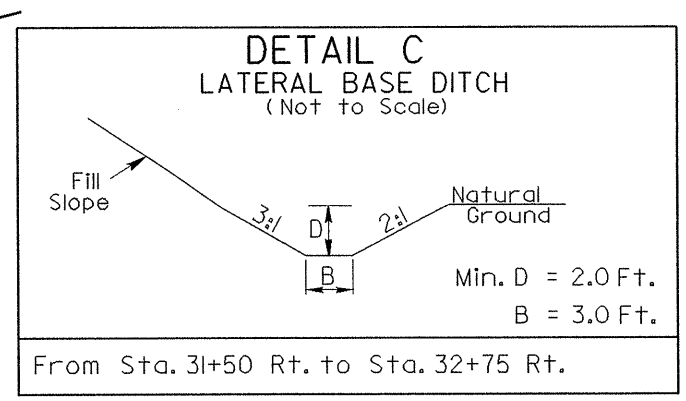 DETAIL C
LATERAL BASE DITCH
(Not to Scale)
Fill
Slope
3:1
D
2:1
Natural
Ground
B
Min. D = 2.0 Ft.
B = 3.0 Ft.
From Sta. 31+50 Rt. to Sta. 32+75 Rt.